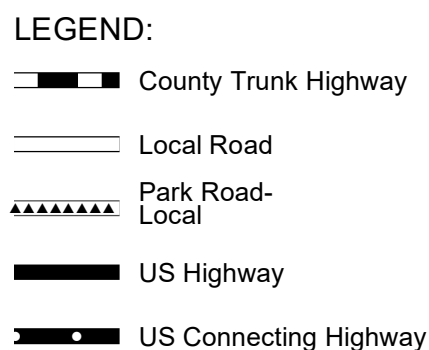 LEGEND:
County Trunk Highway
Local Road
Park Road-
Local
US Highway
US Connecting Highway